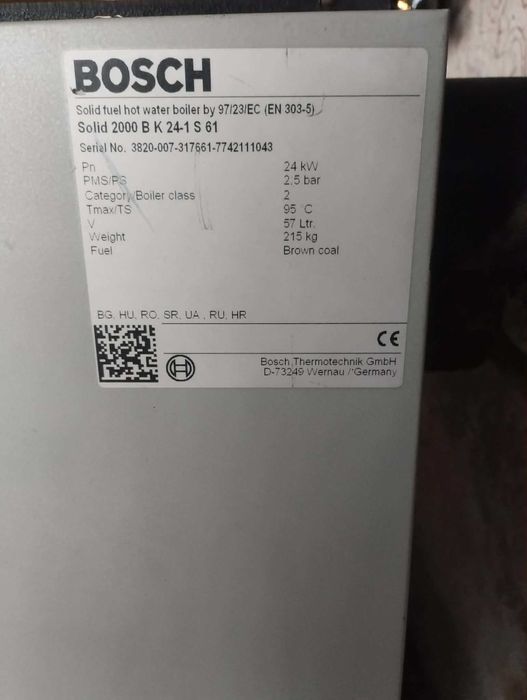 BOSCH
Solid fuel hot water boiler by 97/23/EC (EN 303-5)
Solid 2000 B K 24-1 S 61
Serial No. 3820-007-317661-7742111043
Pn 24 kW
PMS/PS 2,5 bar
Category/Boiler class 2
Tmax/TS 95 °C
V 57 Ltr.
Weight 215 kg
Fuel Brown coal
BG, HU, RO, SR, UA , RU, HR
CE
Bosch Thermotechnik GmbH
D-73249 Wernau / Germany